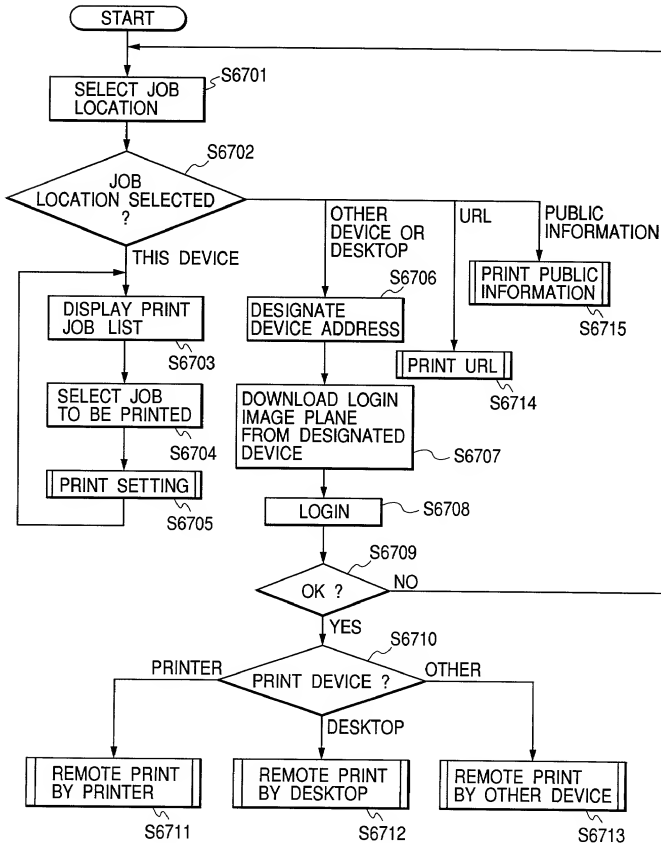 START
S6701
SELECT JOB
LOCATION
S6702
JOB
LOCATION SELECTED
?
OTHER
DEVICE OR
DESKTOP
URL
PUBLIC
INFORMATION
THIS DEVICE
S6706
PRINT PUBLIC
INFORMATION
S6715
DISPLAY PRINT
JOB LIST
S6703
DESIGNATE
DEVICE ADDRESS
PRINT URL
S6714
SELECT JOB
TO BE PRINTED
S6704
DOWNLOAD LOGIN
IMAGE PLANE
FROM DESIGNATED
DEVICE
S6707
PRINT SETTING
S6705
LOGIN
S6708
S6709
OK ?
NO
YES
S6710
PRINTER
PRINT DEVICE ?
OTHER
DESKTOP
REMOTE PRINT
BY PRINTER
S6711
REMOTE PRINT
BY DESKTOP
S6712
REMOTE PRINT
BY OTHER DEVICE
S6713